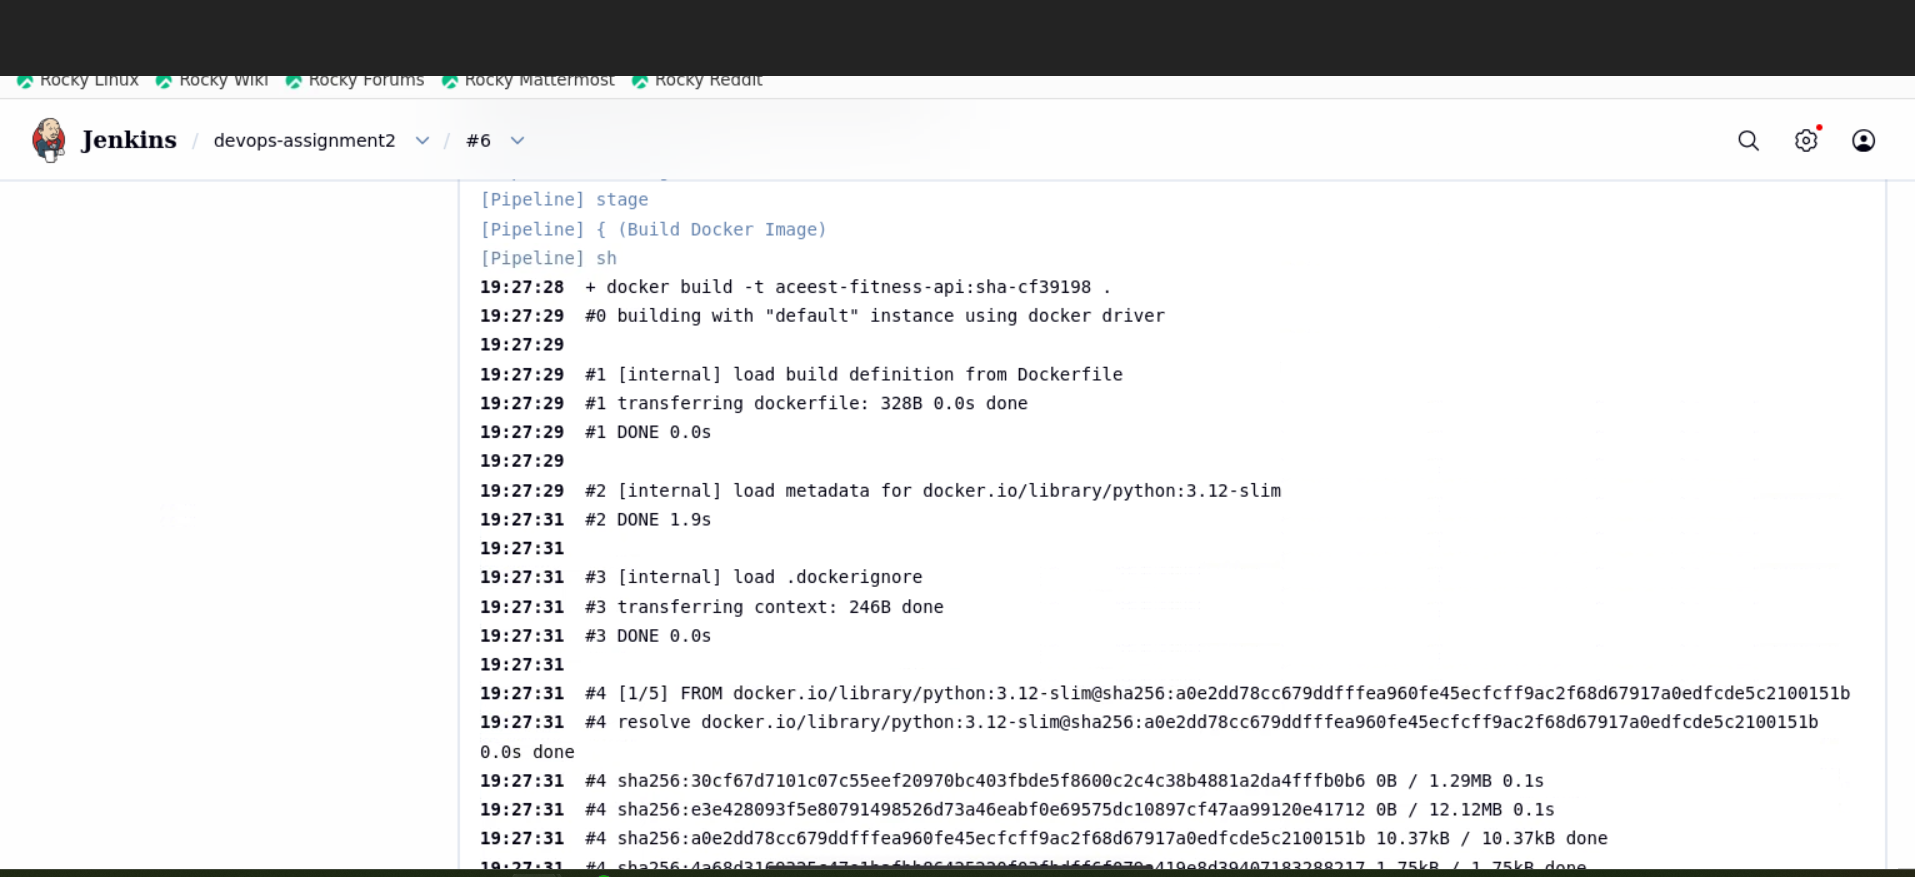 Rocky Linux Rocky Wiki Rocky Forums Rocky Mattermost Rocky Reddit
Jenkins / devops-assignment2 / #6
[Pipeline] stage
[Pipeline] { (Build Docker Image)
[Pipeline] sh
19:27:28 + docker build -t aceest-fitness-api:sha-cf39198 .
19:27:29 #0 building with "default" instance using docker driver
19:27:29
19:27:29 #1 [internal] load build definition from Dockerfile
19:27:29 #1 transferring dockerfile: 328B 0.0s done
19:27:29 #1 DONE 0.0s
19:27:29
19:27:29 #2 [internal] load metadata for docker.io/library/python:3.12-slim
19:27:31 #2 DONE 1.9s
19:27:31
19:27:31 #3 [internal] load .dockerignore
19:27:31 #3 transferring context: 246B done
19:27:31 #3 DONE 0.0s
19:27:31
19:27:31 #4 [1/5] FROM docker.io/library/python:3.12-slim@sha256:a0e2dd78cc679ddfffea960fe45ecfcff9ac2f68d67917a0edfcde5c2100151b
19:27:31 #4 resolve docker.io/library/python:3.12-slim@sha256:a0e2dd78cc679ddfffea960fe45ecfcff9ac2f68d67917a0edfcde5c2100151b
0.0s done
19:27:31 #4 sha256:30cf67d7101c07c55eef20970bc403fbde5f8600c2c4c38b4881a2da4fffb0b6 0B / 1.29MB 0.1s
19:27:31 #4 sha256:e3e428093f5e80791498526d73a46eabf0e69575dc10897cf47aa99120e41712 0B / 12.12MB 0.1s
19:27:31 #4 sha256:a0e2dd78cc679ddfffea960fe45ecfcff9ac2f68d67917a0edfcde5c2100151b 10.37kB / 10.37kB done
19:27:31 #4 1.75kB / 1.75kB done